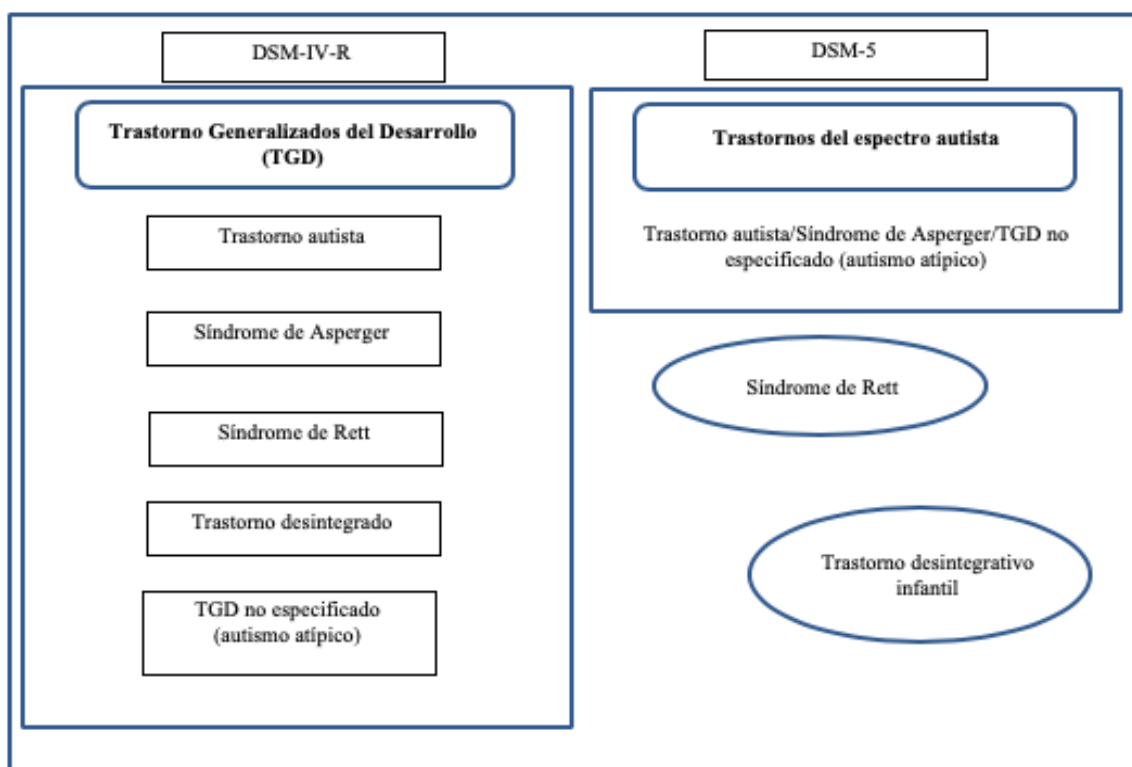 DSM-IV-R
Trastorno Generalizados del Desarrollo
(TGD)
Trastorno autista
Síndrome de Asperger
Síndrome de Rett
Trastorno desintegrado
TGD no especificado
(autismo atípico)
DSM-5
Trastornos del espectro autista
Trastorno autista/Síndrome de Asperger/TGD no
especificado (autismo atípico)
Síndrome de Rett
Trastorno desintegrativo
infantil